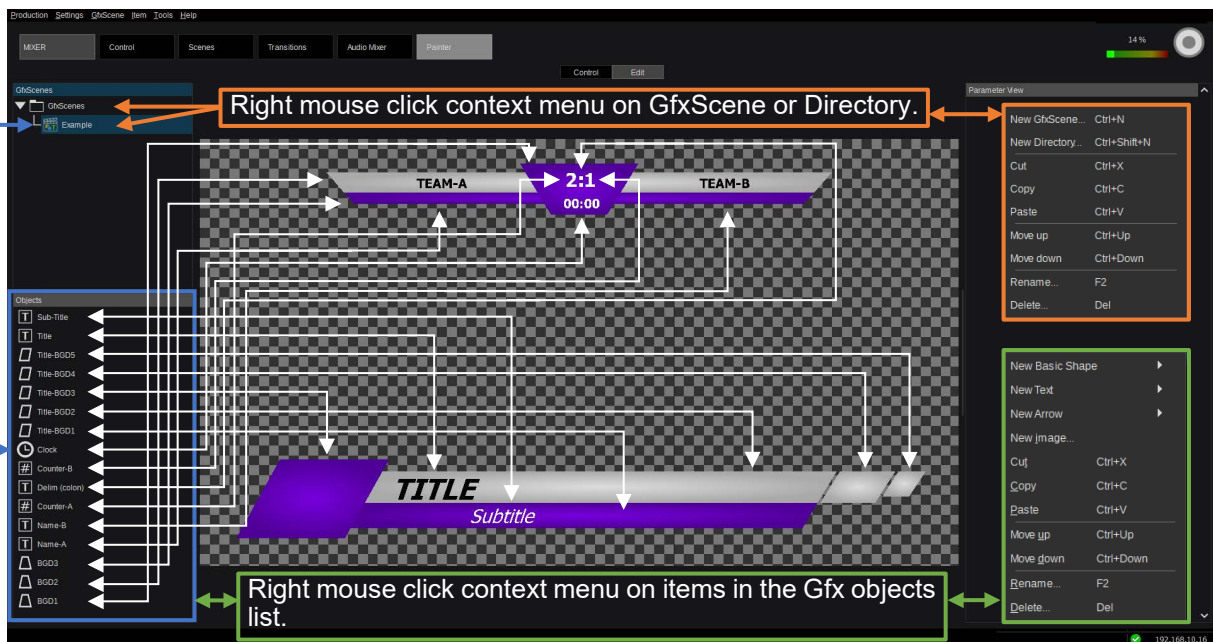 Production Settings GfxScene Item Tools Help
MIXER
Control
Scenes
Transitions
Audio Mixer
Painter
14 %
Control
Edit
GfxScenes
GfxScenes
Example
Right mouse click context menu on GfxScene or Directory.
Parameter View
New GfxScene... Ctrl+N
New Directory... Ctrl+Shift+N
Cut Ctrl+X
Copy Ctrl+C
Paste Ctrl+V
Move up Ctrl+Up
Move down Ctrl+Down
Rename... F2
Delete... Del
TEAM-A
2:1
TEAM-B
00:00
Objects
Sub-Title
Title
Title-BGD5
Title-BGD4
Title-BGD3
Title-BGD2
Title-BGD1
Clock
Counter-B
Delim (colon)
Counter-A
Name-B
Name-A
BGD3
BGD2
BGD1
TITLE
Subtitle
New Basic Shape
New Text
New Arrow
New image...
Cut Ctrl+X
Copy Ctrl+C
Paste Ctrl+V
Move up Ctrl+Up
Move down Ctrl+Down
Rename... F2
Delete... Del
Right mouse click context menu on items in the Gfx objects
list.
192.168.10.16